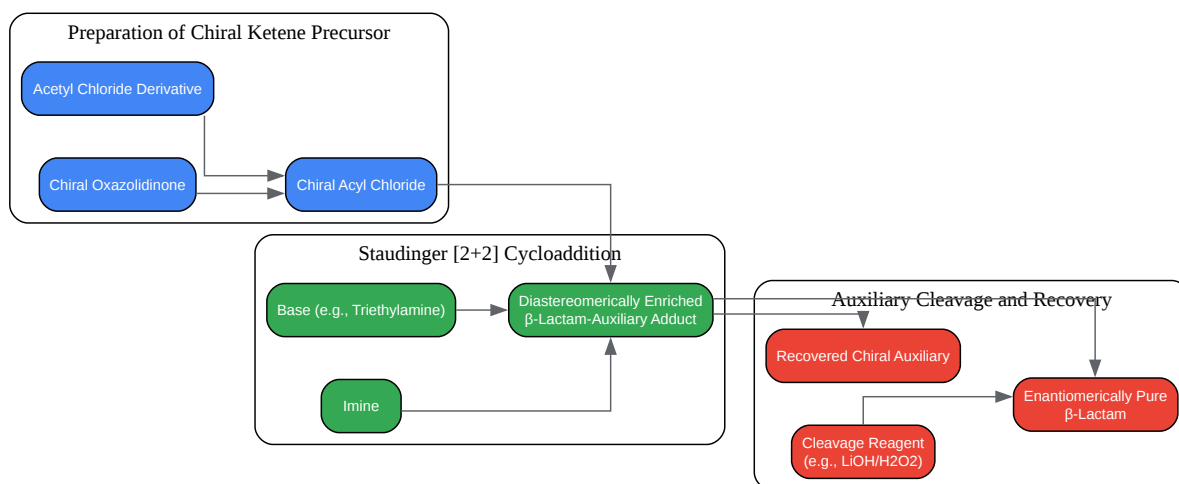 Preparation of Chiral Ketene Precursor
Acetyl Chloride Derivative
Chiral Oxazolidinone
Chiral Acyl Chloride
Staudinger [2+2] Cycloaddition
Base (e.g., Triethylamine)
Diastereomerically Enriched
β-Lactam-Auxiliary Adduct
Imine
Auxiliary Cleavage and Recovery
Recovered Chiral Auxiliary
Enantiomerically Pure
β-Lactam
Cleavage Reagent
(e.g., LiOH/H2O2)